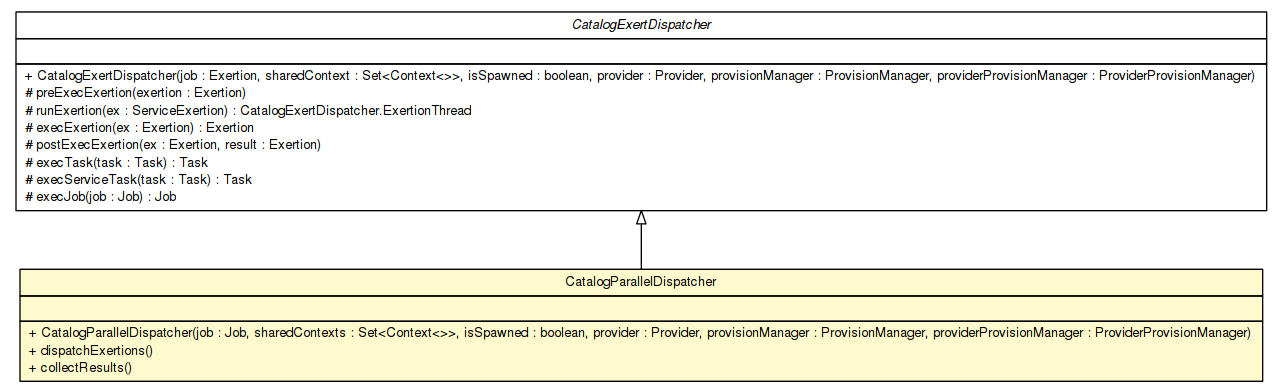 CatalogExertDispatcher
+ CatalogExertDispatcher(job : Exertion, sharedContext : Set<Context<>>, isSpawned : boolean, provider : Provider, provisionManager : ProvisionManager, providerProvisionManager : ProviderProvisionManager)
# preExecExertion(exertion : Exertion)
# runExertion(ex : ServiceExertion) : CatalogExertDispatcher.ExertionThread
# execExertion(ex : Exertion) : Exertion
# postExecExertion(ex : Exertion, result : Exertion)
# execTask(task : Task) : Task
# execServiceTask(task : Task) : Task
# execJob(job : Job) : Job
CatalogParallelDispatcher
+ CatalogParallelDispatcher(job : Job, sharedContexts : Set<Context<>>, isSpawned : boolean, provider : Provider, provisionManager : ProvisionManager, providerProvisionManager : ProviderProvisionManager)
+ dispatchExertions()
+ collectResults()